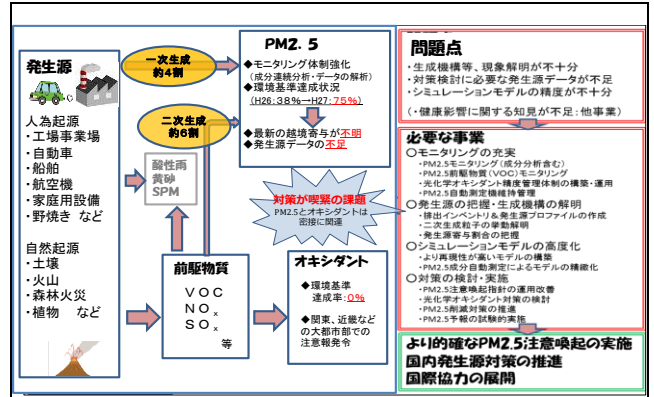 発生源
人為起源
・工場事業場
・自動車
・船舶
・航空機
・家庭用設備
・野焼き など
自然起源
・土壌
・火山
・森林火災
・植物 など
一次生成
約4割
二次生成
約6割
酸性雨
黄砂
SPM
前駆物質
VOC
NOx
SOx
等
PM2.5
◆モニタリング体制強化
(成分連続分析・データの解析)
◆環境基準達成状況
(H26:38%→H27:75%)
◆最新の越境寄与が不明
◆発生源データの不足
対策が喫緊の課題
PM2.5とオキシダントは
密接に関連
オキシダント
◆環境基準
達成率:0%
◆関東、近畿など
の大都市部での
注意報発令
問題点
・生成機構等、現象解明が不十分
・対策検討に必要な発生源データが不足
・シミュレーションモデルの精度が不十分
(・健康影響に関する知見が不足:他事業)
必要な事業
〇モニタリングの充実
・PM2.5モニタリング(成分分析含む)
・PM2.5前駆物質(VOC)モニタリング
・光化学オキシダント精度管理体制の構築・運用
・PM2.5自動測定機維持管理
〇発生源の把握・生成機構の解明
・排出インベントリ&発生源プロファイルの作成
・二次生成粒子の挙動解明
・発生源寄与割合の把握
〇シミュレーションモデルの高度化
・より再現性が高いモデルの構築
・PM2.5成分自動測定によるモデルの精緻化
〇対策の検討・実施
・PM2.5注意喚起指針の運用改善
・光化学オキシダント対策の検討
・PM2.5削減対策の推進
・PM2.5予報の試験的実施
より的確なPM2.5注意喚起の実施
国内発生源対策の推進
国際協力の展開